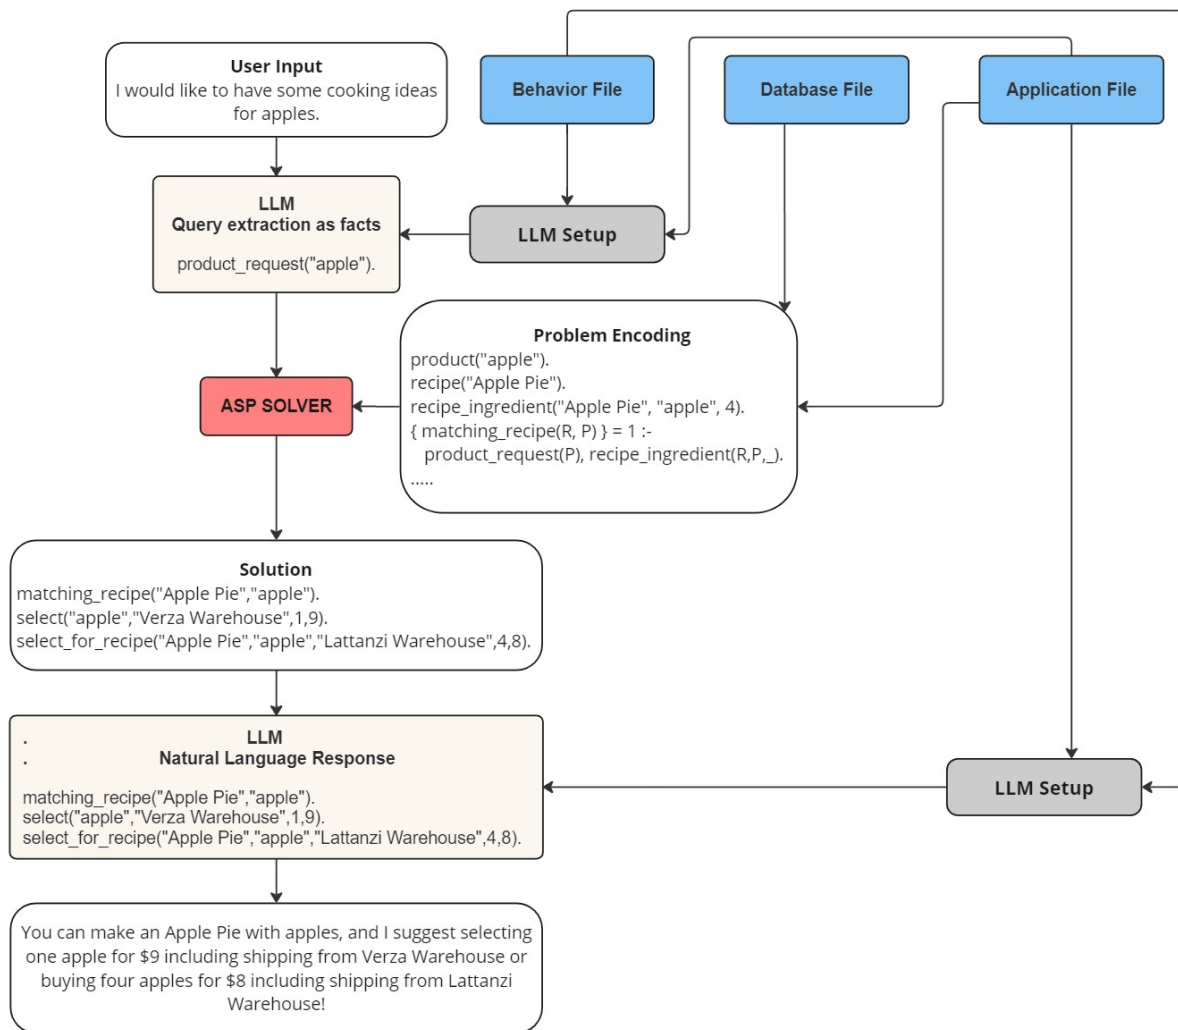 User Input
I would like to have some cooking ideas
for apples.
Behavior File
Database File
Application File
LLM
Query extraction as facts
product_request("apple").
LLM Setup
Problem Encoding
product("apple").
recipe("Apple Pie").
recipe_ingredient("Apple Pie", "apple", 4).
{ matching_recipe(R, P) } = 1 :-
product_request(P), recipe_ingredient(R,P,_).
.....
ASP SOLVER
Solution
matching_recipe("Apple Pie","apple").
select("apple","Verza Warehouse",1,9).
select_for_recipe("Apple Pie","apple","Lattanzi Warehouse",4,8).
. LLM
. Natural Language Response
matching_recipe("Apple Pie","apple").
select("apple","Verza Warehouse",1,9).
select_for_recipe("Apple Pie","apple","Lattanzi Warehouse",4,8).
LLM Setup
You can make an Apple Pie with apples, and I suggest selecting
one apple for $9 including shipping from Verza Warehouse or
buying four apples for $8 including shipping from Lattanzi
Warehouse!